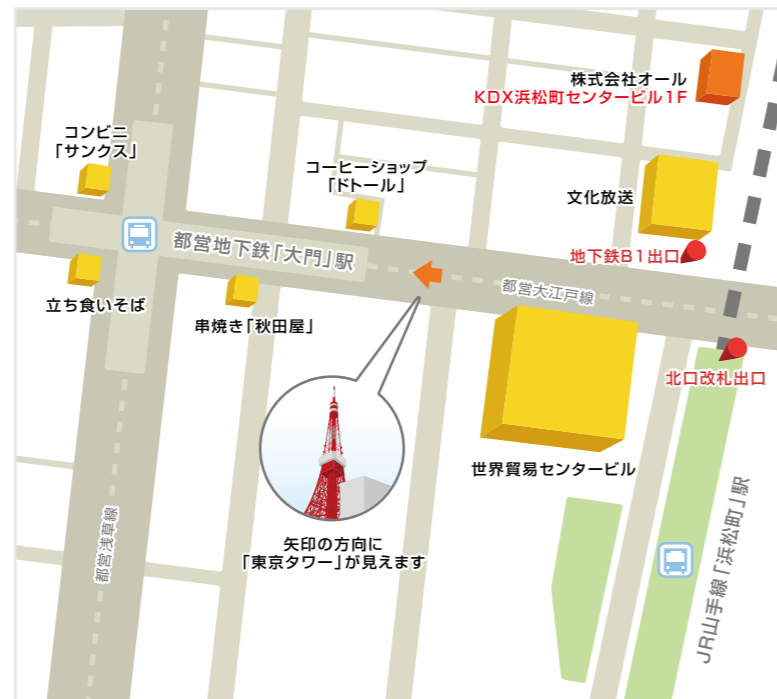 株式会社オール
KDX浜松町センタービル1F
コンビニ
「サンクス」
コーヒーショップ
「ドトール」
文化放送
都営地下鉄「大門」駅
地下鉄B1出口
都営大江戸線
立ち食いそば
串焼き「秋田屋」
北口改札出口
世界貿易センタービル
都営浅草線
矢印の方向に
「東京タワー」が見えます
JR山手線「浜松町」駅